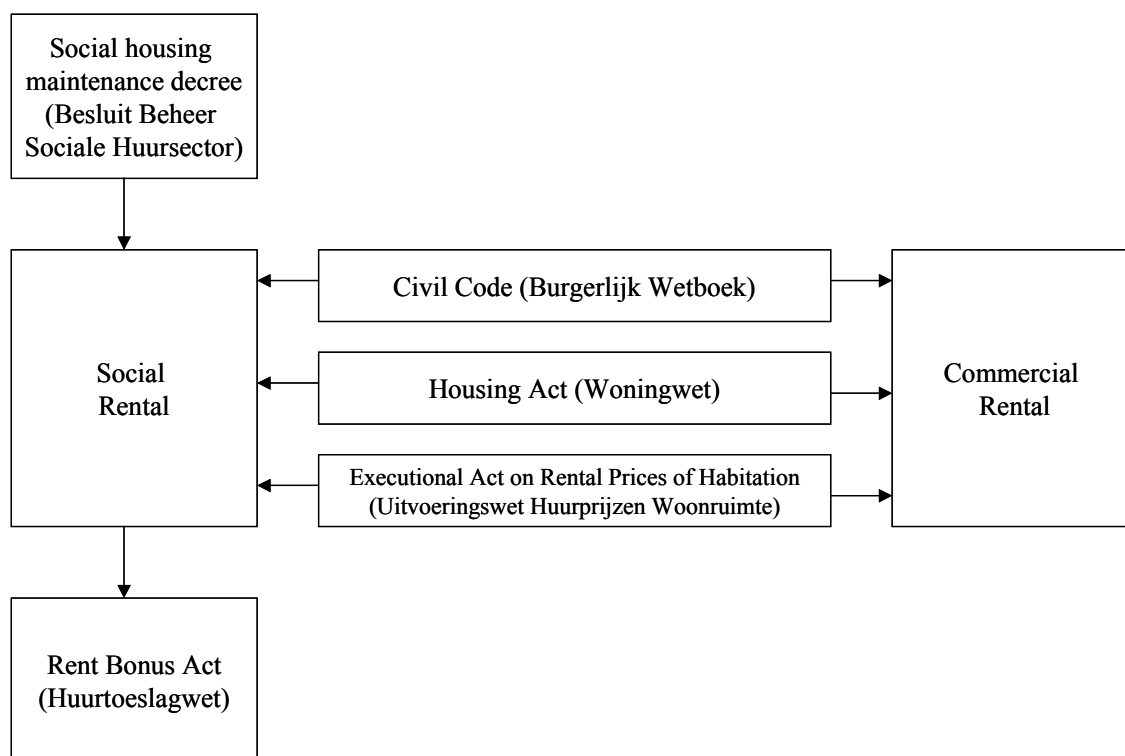 Social housing
maintenance decree
(Besluit Beheer
Sociale Huursector)
Civil Code (Burgerlijk Wetboek)
Social
Rental
Housing Act (Woningwet)
Commercial
Rental
Executional Act on Rental Prices of Habitation
(Uitvoeringswet Huurprijzen Woonruimte)
Rent Bonus Act
(Huurtoeslagwet)